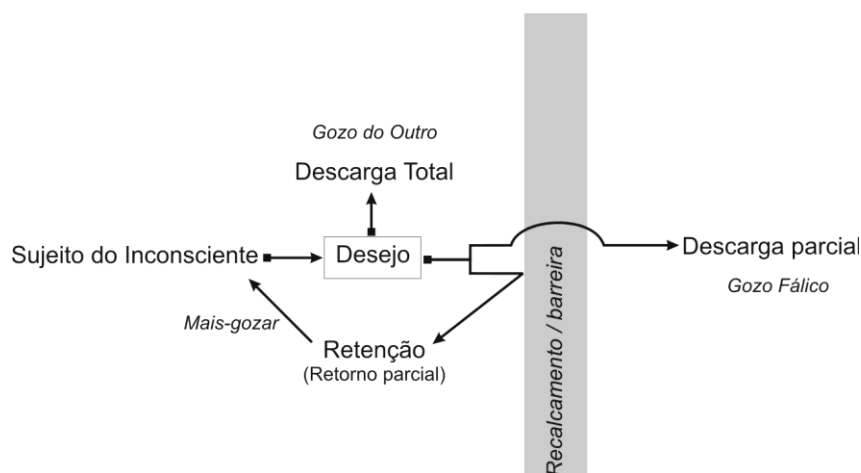 Gozo do Outro
Descarga Total
Sujeito do Inconsciente
Desejo
Recalcamento / barreira
Descarga parcial
Gozo Fálico
Mais-gozar
Retenção
(Retorno parcial)